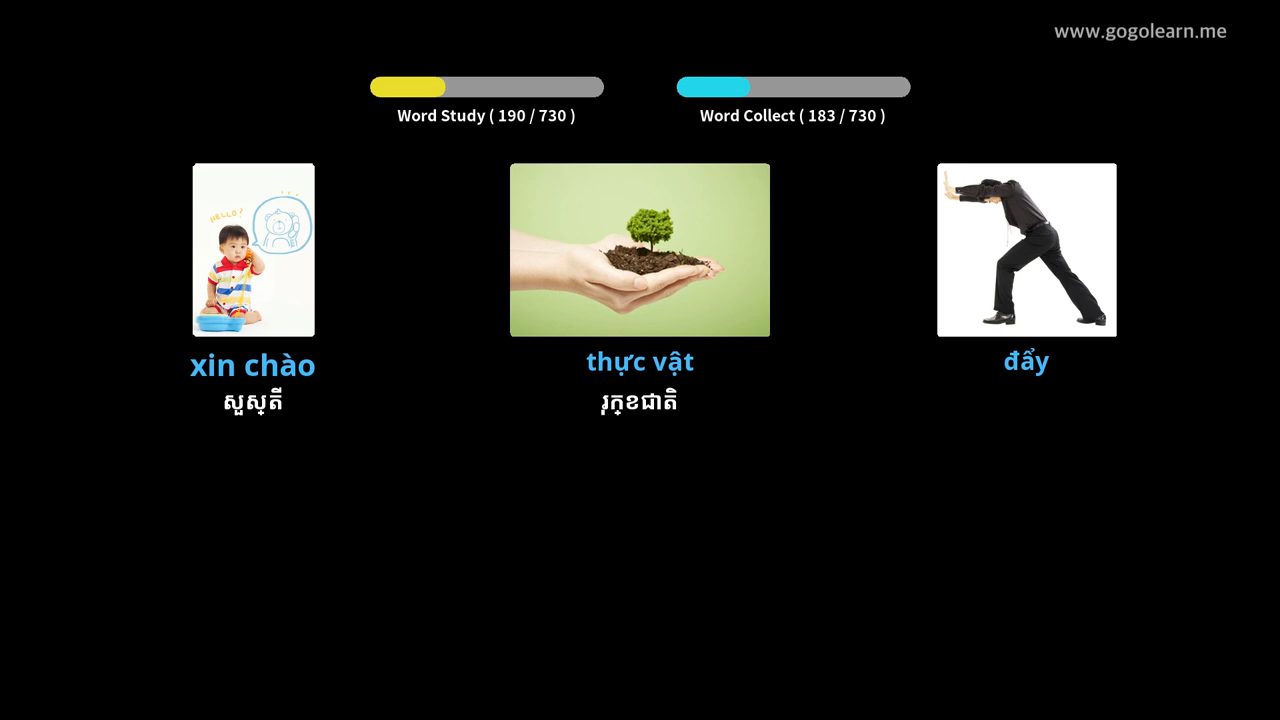 www.gogolearn.me
Word Study ( 190 / 730 )
Word Collect ( 183 / 730 )
HELLO?
xin chào
thực vật
đẩy
សួស្តី
រុក្ខជាតិ